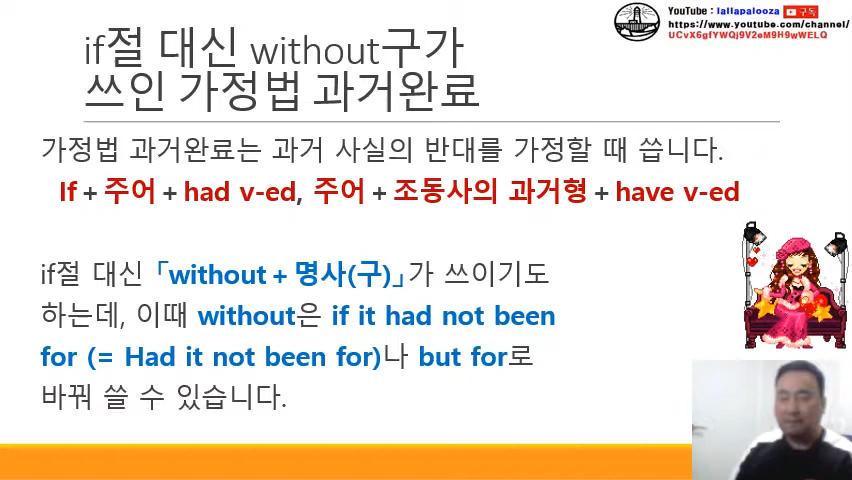 YouTube : lallapalooza 구독
https://www.youtube.com/channel/
UCvX6gfYWQj9V2eM9H9wWELQ
if절 대신 without구가
쓰인 가정법 과거완료
가정법 과거완료는 과거 사실의 반대를 가정할 때 씁니다.
If + 주어 + had v-ed, 주어 + 조동사의 과거형 + have v-ed
if절 대신 「without + 명사(구)」가 쓰이기도
하는데, 이때 without은 if it had not been
for (= Had it not been for)나 but for로
바꿔 쓸 수 있습니다.